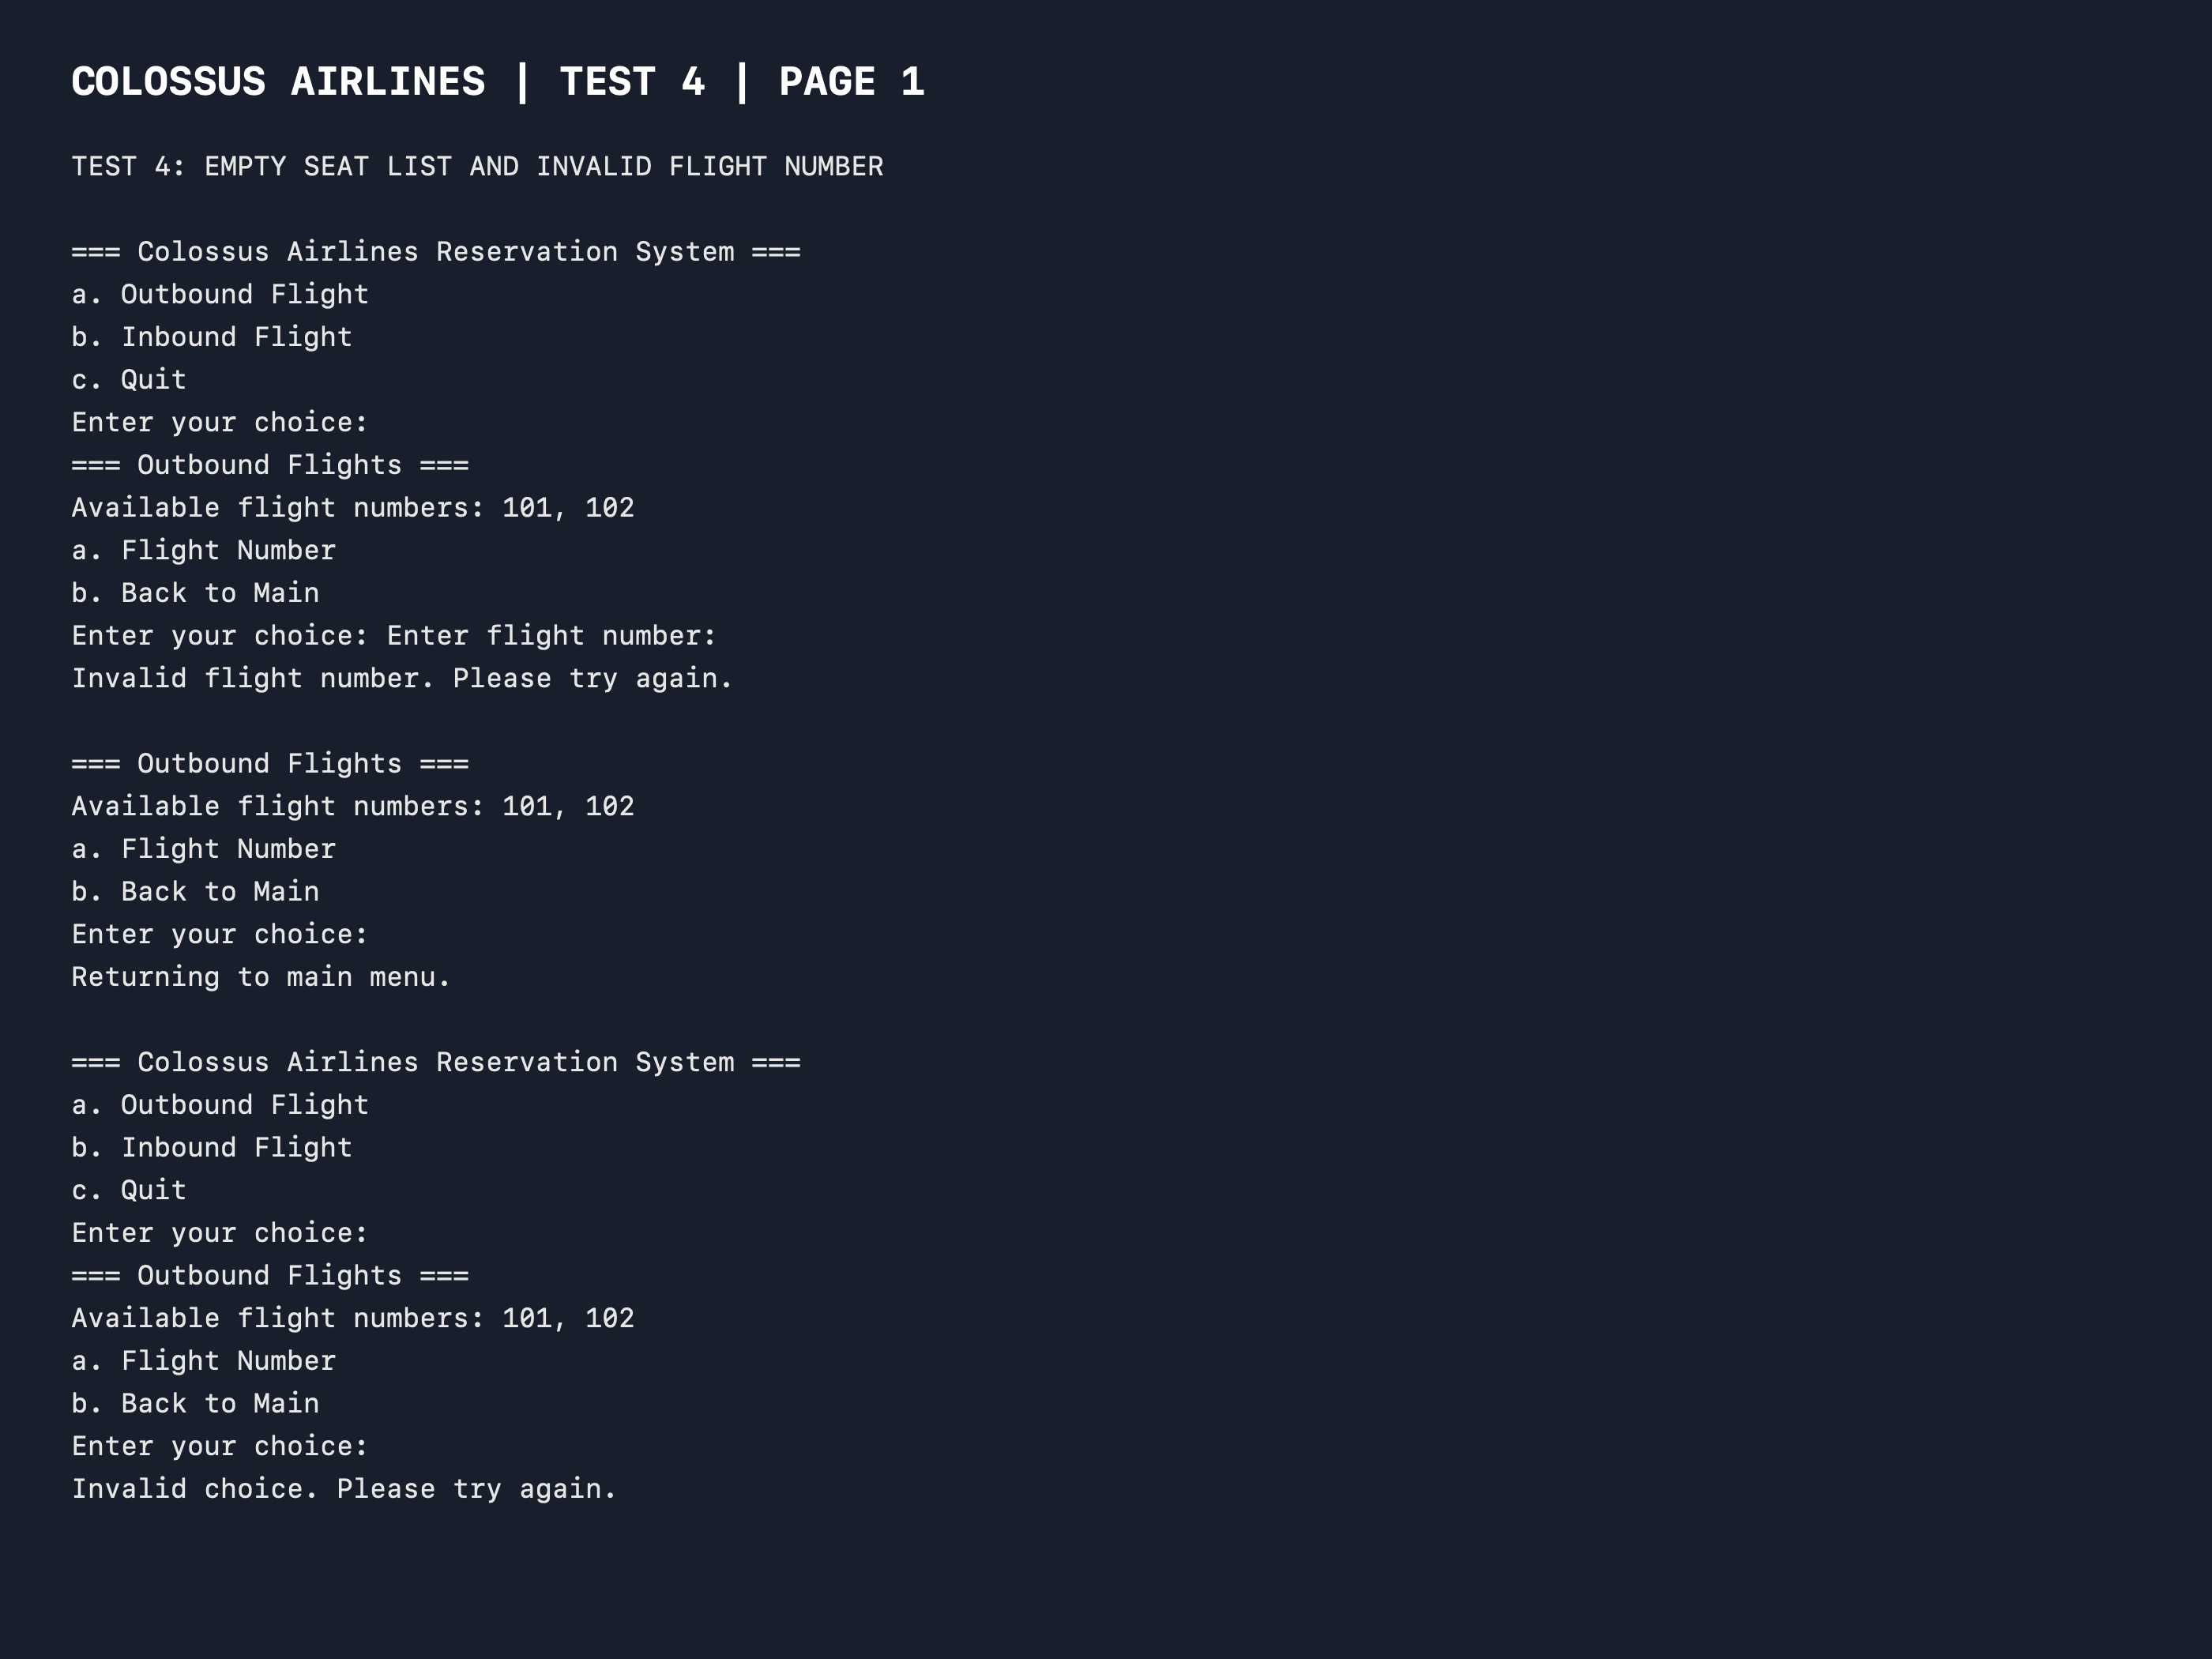 COLOSSUS AIRLINES | TEST 4 | PAGE 1
TEST 4: EMPTY SEAT LIST AND INVALID FLIGHT NUMBER
=== Colossus Airlines Reservation System ===
a. Outbound Flight
b. Inbound Flight
c. Quit
Enter your choice:
=== Outbound Flights ===
Available flight numbers: 101, 102
a. Flight Number
b. Back to Main
Enter your choice: Enter flight number:
Invalid flight number. Please try again.
=== Outbound Flights ===
Available flight numbers: 101, 102
a. Flight Number
b. Back to Main
Enter your choice:
Returning to main menu.
=== Colossus Airlines Reservation System ===
a. Outbound Flight
b. Inbound Flight
c. Quit
Enter your choice:
=== Outbound Flights ===
Available flight numbers: 101, 102
a. Flight Number
b. Back to Main
Enter your choice:
Invalid choice. Please try again.